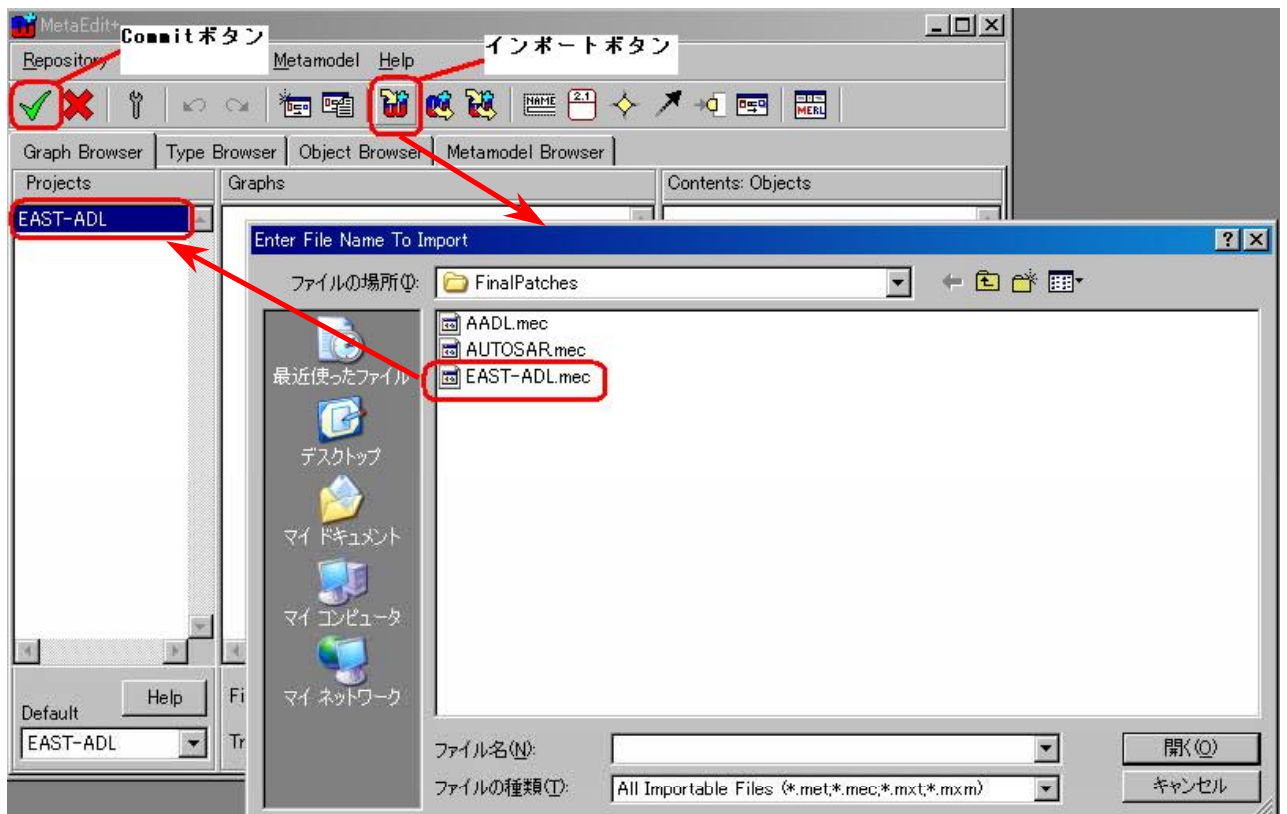 MetaEdit+
Commitボタン
インポートボタン
Repository
Metamodel
Help
NAME
2.1
MERL
Graph Browser
Type Browser
Object Browser
Metamodel Browser
Projects
Graphs
Contents: Objects
EAST-ADL
Enter File Name To Import
ファイルの場所(I):
FinalPatches
AADL.mec
AUTOSAR.mec
EAST-ADL.mec
最近使ったファイル
デスクトップ
マイ ドキュメント
マイ コンピュータ
マイ ネットワーク
Help
Fi
Default
EAST-ADL
Tr
ファイル名(N):
開く(O)
ファイルの種類(T):
All Importable Files (*.met;*.mec;*.mxt;*.mxm)
キャンセル